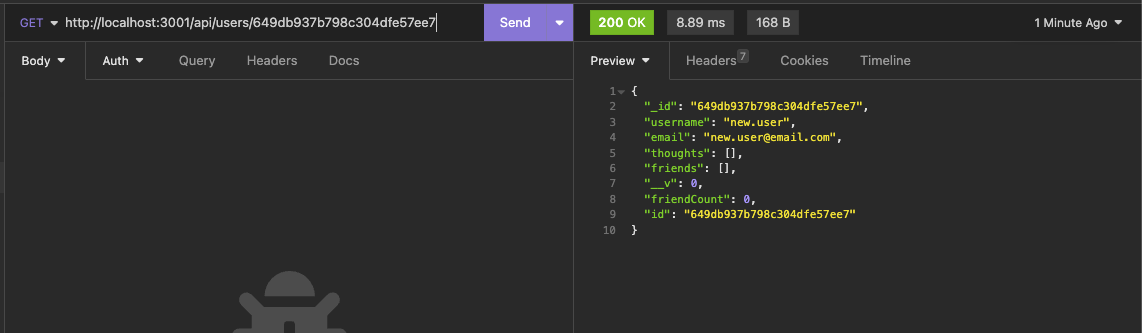 GET http://localhost:3001/api/users/649db937b798c304dfe57ee7 Send 200 OK 8.89 ms 168 B 1 Minute Ago
Body Auth Query Headers Docs Preview Headers 7 Cookies Timeline
1 {
2 "_id": "649db937b798c304dfe57ee7",
3 "username": "new.user",
4 "email": "new.user@email.com",
5 "thoughts": [],
6 "friends": [],
7 "__v": 0,
8 "friendCount": 0,
9 "id": "649db937b798c304dfe57ee7"
10 }